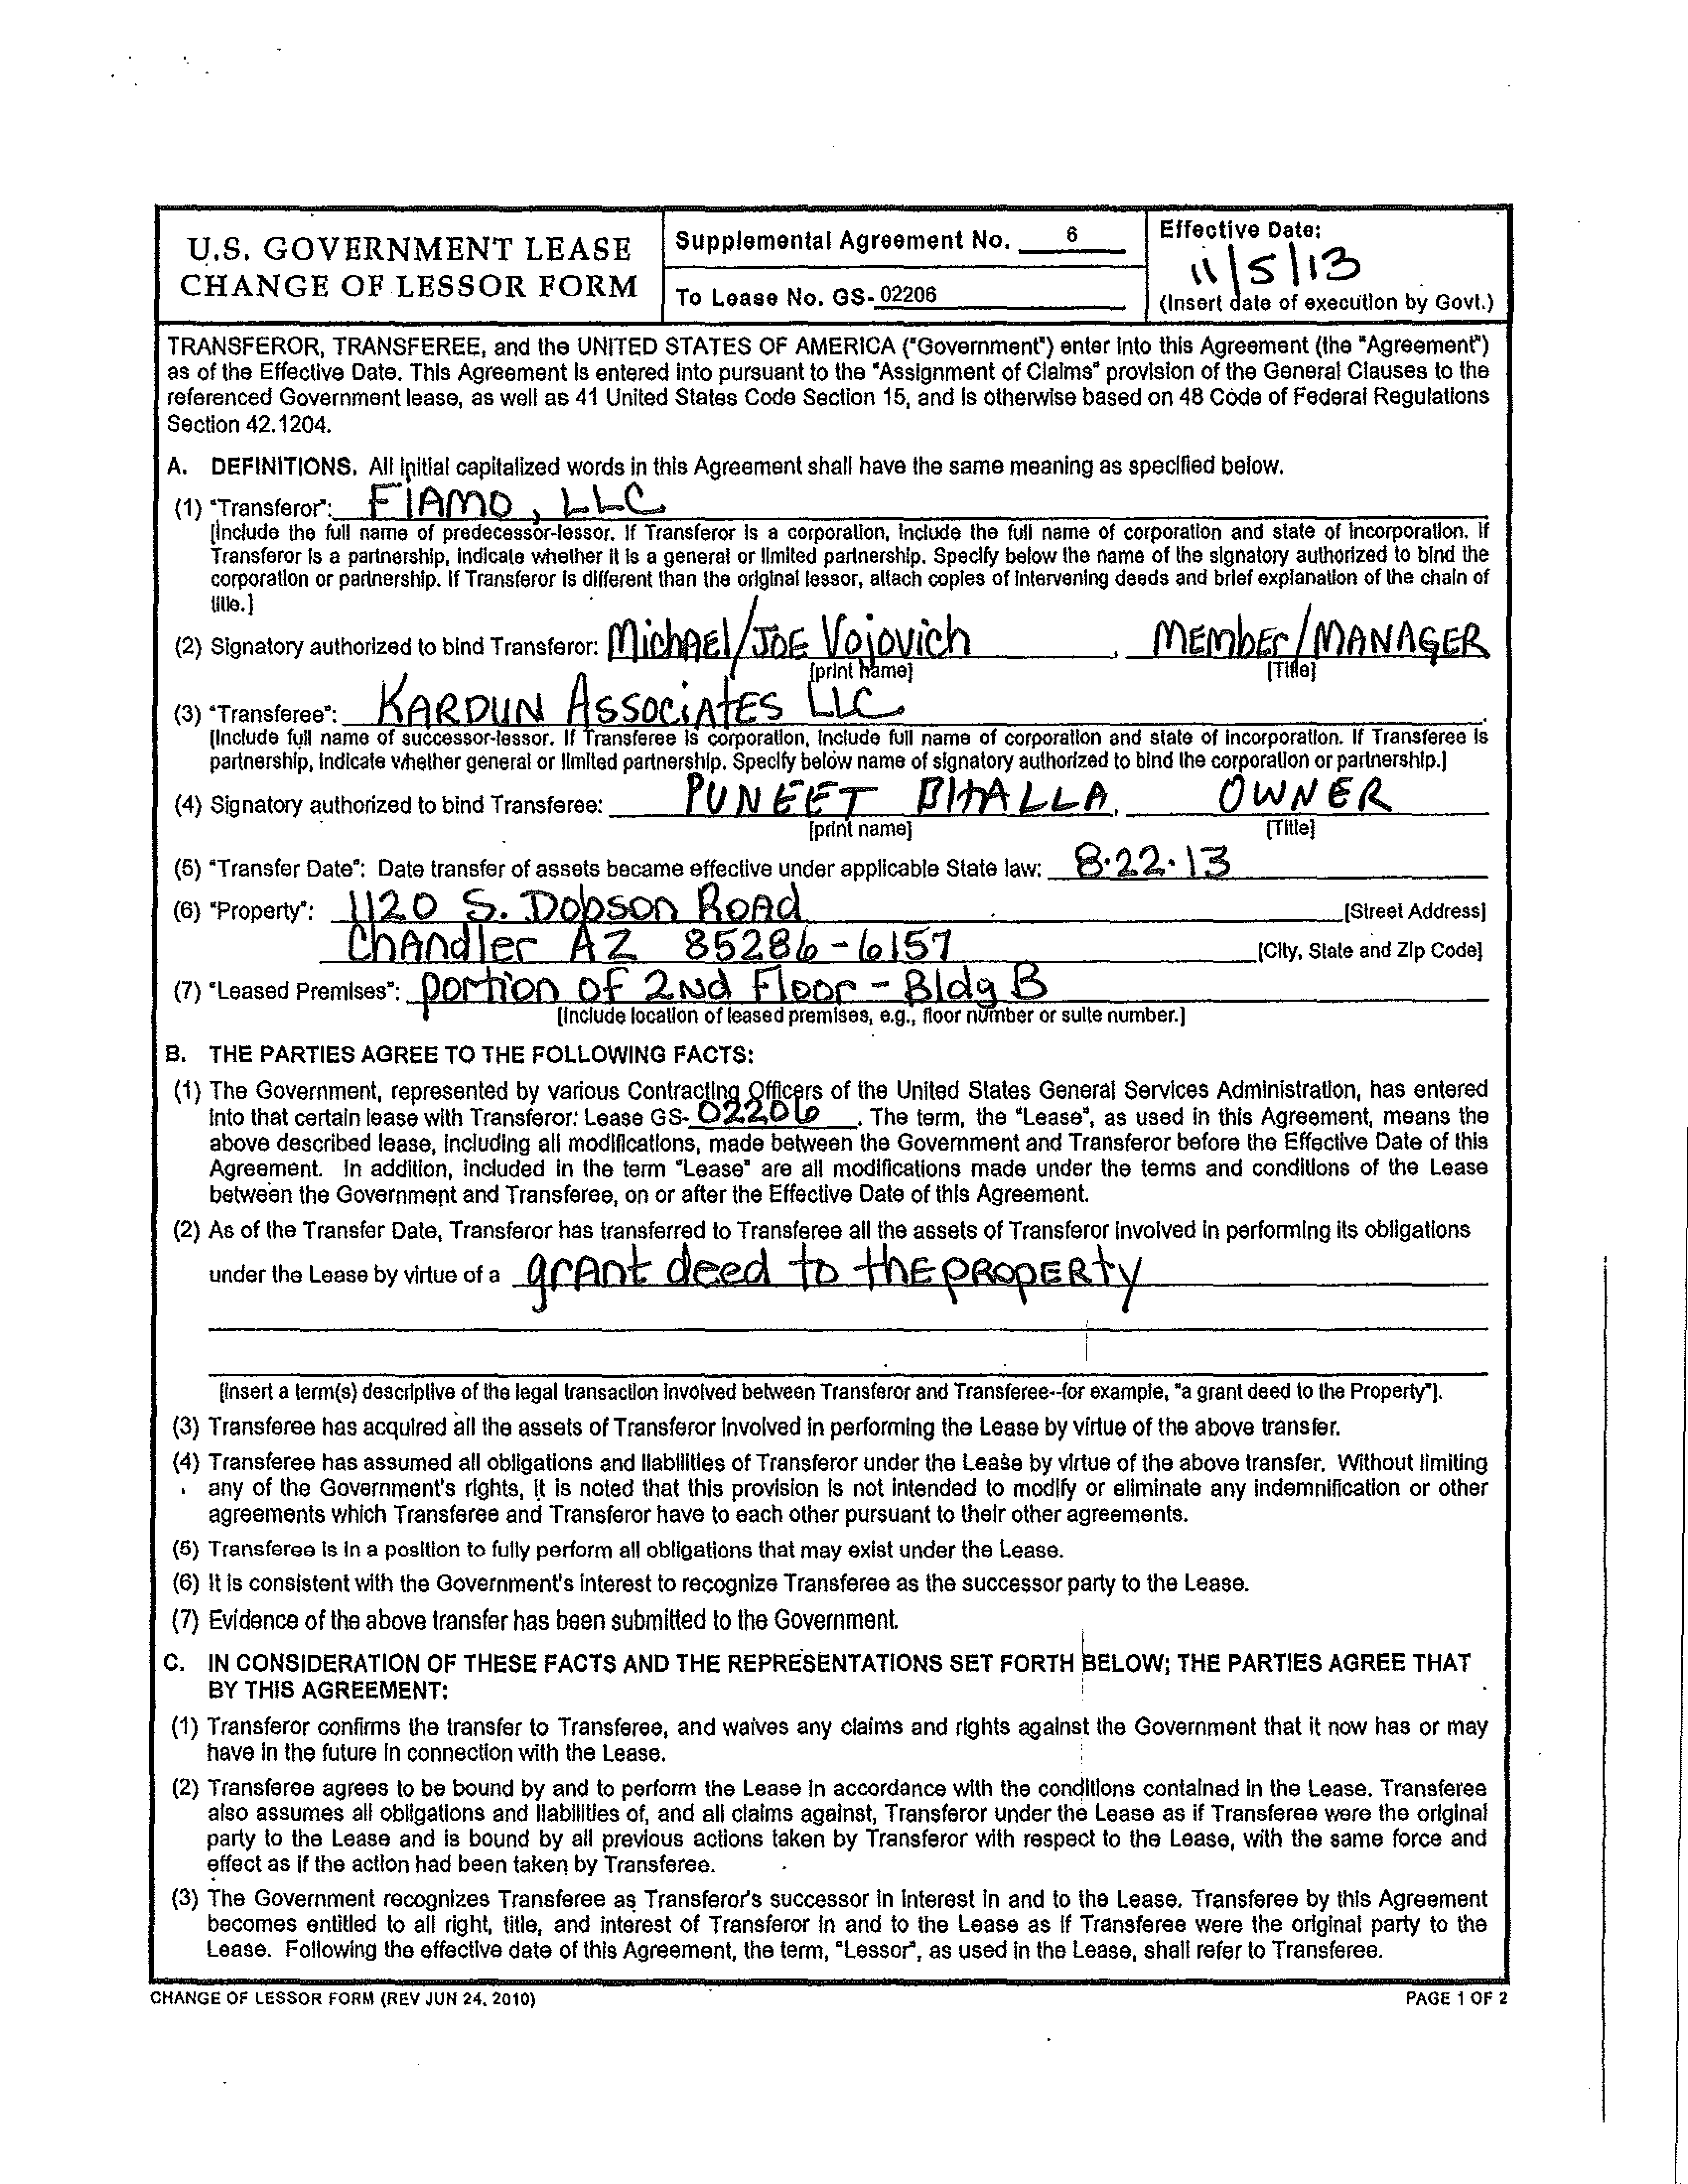 U.S. GOVERNMENT LEASE
CHANGE OF LESSOR FORM
Supplemental Agreement No. 6
To Lease No. GS- 02206
Effective Date:
11/5/13
(Insert date of execution by Govt.)
TRANSFEROR, TRANSFEREE, and the UNITED STATES OF AMERICA ("Government") enter into this Agreement (the "Agreement")
as of the Effective Date. This Agreement is entered into pursuant to the "Assignment of Claims" provision of the General Clauses to the
referenced Government lease, as well as 41 United States Code Section 15, and is otherwise based on 48 Code of Federal Regulations
Section 42.1204.
A. DEFINITIONS. All initial capitalized words in this Agreement shall have the same meaning as specified below.
(1) "Transferor": FIAMO, LLC
[Include the full name of predecessor-lessor. If Transferor is a corporation, include the full name of corporation and state of incorporation. If
Transferor is a partnership, indicate whether it is a general or limited partnership. Specify below the name of the signatory authorized to bind the
corporation or partnership. If Transferor is different than the original lessor, attach copies of intervening deeds and brief explanation of the chain of
title.]
(2) Signatory authorized to bind Transferor: MichAEl/JOE Vojovich, MEMbEr/MANAGER
[print name] [Title]
(3) "Transferee": KARDUN ASSOCiAtES LLC.
[Include full name of successor-lessor. If Transferee is corporation, include full name of corporation and state of incorporation. If Transferee is
partnership, indicate whether general or limited partnership. Specify below name of signatory authorized to bind the corporation or partnership.]
(4) Signatory authorized to bind Transferee: PUNEET BHALLA, OWNER
[print name] [Title]
(5) "Transfer Date": Date transfer of assets became effective under applicable State law: 8·22·13
(6) "Property": 1120 S. Dobson ROAd [Street Address]
ChAndler AZ 85286-6157 [City, State and Zip Code]
(7) "Leased Premises": portion of 2Nd Floor - Bldg B
[Include location of leased premises, e.g., floor number or suite number.]
B. THE PARTIES AGREE TO THE FOLLOWING FACTS:
(1) The Government, represented by various Contracting Officers of the United States General Services Administration, has entered
into that certain lease with Transferor: Lease GS- 02206. The term, the "Lease", as used in this Agreement, means the
above described lease, including all modifications, made between the Government and Transferor before the Effective Date of this
Agreement. In addition, included in the term "Lease" are all modifications made under the terms and conditions of the Lease
between the Government and Transferee, on or after the Effective Date of this Agreement.
(2) As of the Transfer Date, Transferor has transferred to Transferee all the assets of Transferor involved in performing its obligations
under the Lease by virtue of a grAnt deed to thE pROpERty
[Insert a term(s) descriptive of the legal transaction involved between Transferor and Transferee--for example, "a grant deed to the Property"].
(3) Transferee has acquired all the assets of Transferor involved in performing the Lease by virtue of the above transfer.
(4) Transferee has assumed all obligations and liabilities of Transferor under the Lease by virtue of the above transfer. Without limiting
any of the Government's rights, it is noted that this provision is not intended to modify or eliminate any indemnification or other
agreements which Transferee and Transferor have to each other pursuant to their other agreements.
(5) Transferee is in a position to fully perform all obligations that may exist under the Lease.
(6) It is consistent with the Government's interest to recognize Transferee as the successor party to the Lease.
(7) Evidence of the above transfer has been submitted to the Government.
C. IN CONSIDERATION OF THESE FACTS AND THE REPRESENTATIONS SET FORTH BELOW; THE PARTIES AGREE THAT
BY THIS AGREEMENT:
(1) Transferor confirms the transfer to Transferee, and waives any claims and rights against the Government that it now has or may
have in the future in connection with the Lease.
(2) Transferee agrees to be bound by and to perform the Lease in accordance with the conditions contained in the Lease. Transferee
also assumes all obligations and liabilities of, and all claims against, Transferor under the Lease as if Transferee were the original
party to the Lease and is bound by all previous actions taken by Transferor with respect to the Lease, with the same force and
effect as if the action had been taken by Transferee.
(3) The Government recognizes Transferee as Transferor's successor in interest in and to the Lease. Transferee by this Agreement
becomes entitled to all right, title, and interest of Transferor in and to the Lease as if Transferee were the original party to the
Lease. Following the effective date of this Agreement, the term, "Lessor", as used in the Lease, shall refer to Transferee.
CHANGE OF LESSOR FORM (REV JUN 24, 2010) PAGE 1 OF 2